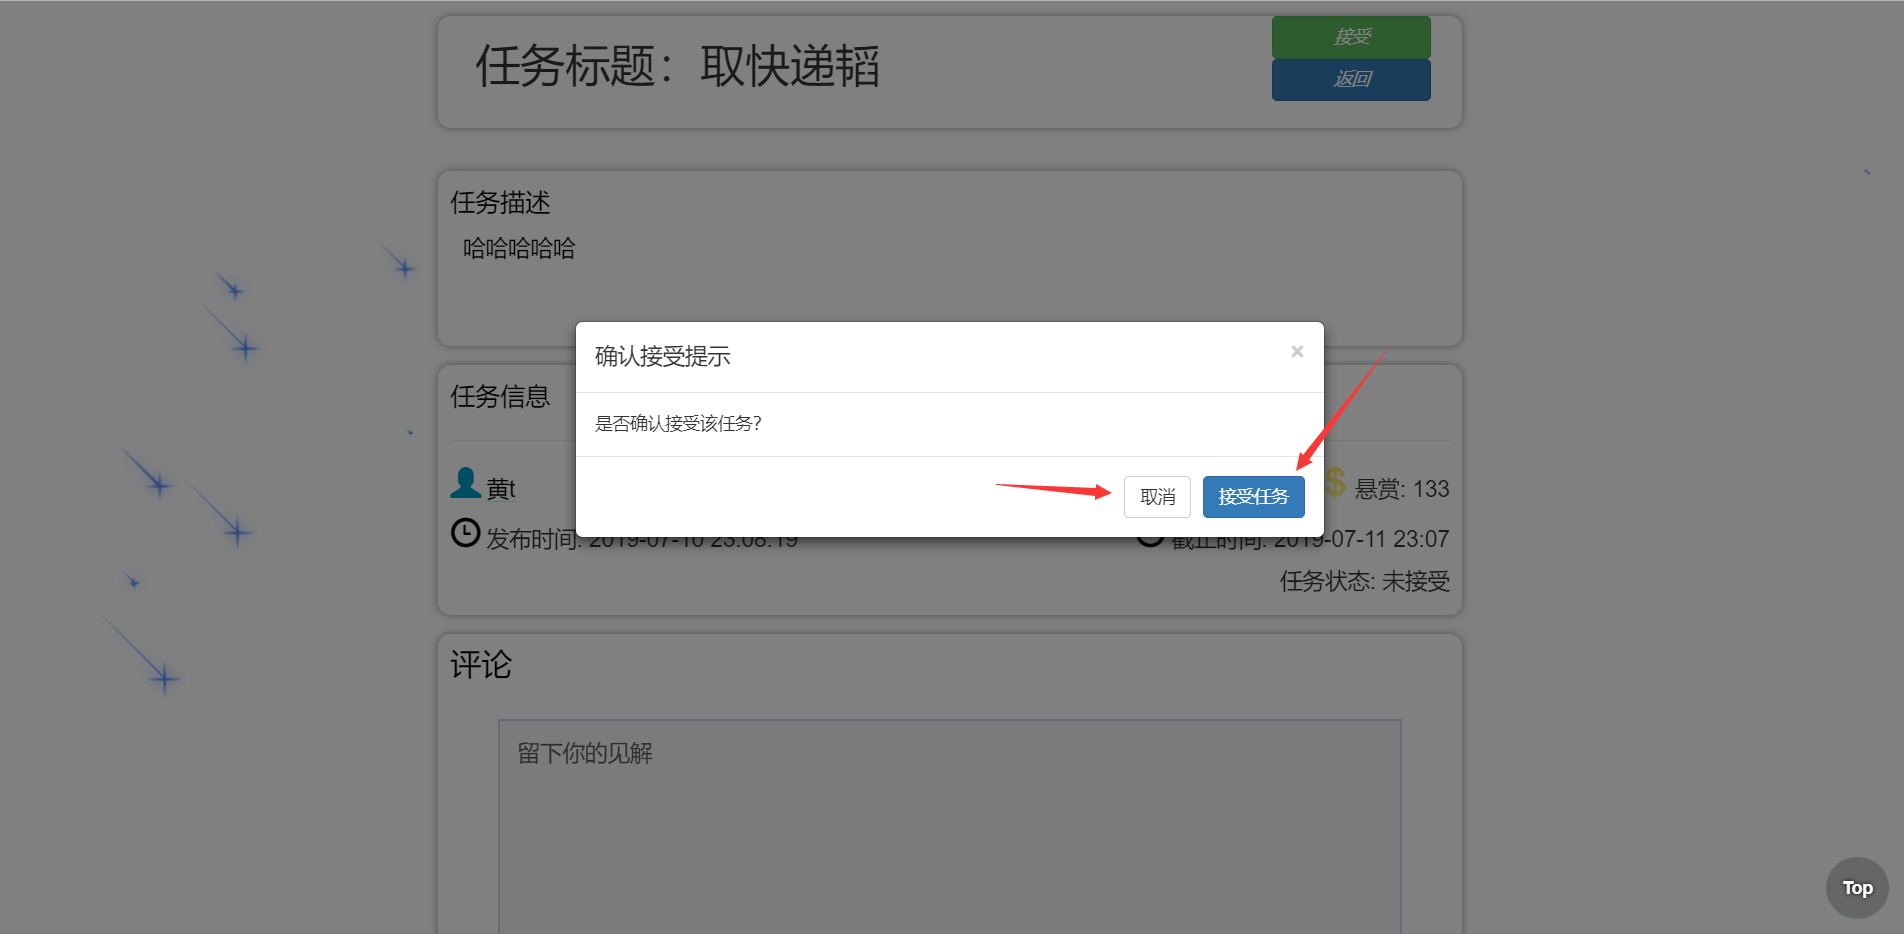 任务标题：取快递韬
接受
返回
任务描述
哈哈哈哈哈
确认接受提示
×
是否确认接受该任务?
取消
接受任务
任务信息
黄t
悬赏: 133
发布时间: 2019-07-10 23:08:19
截止时间: 2019-07-11 23:07
任务状态: 未接受
评论
留下你的见解
Top